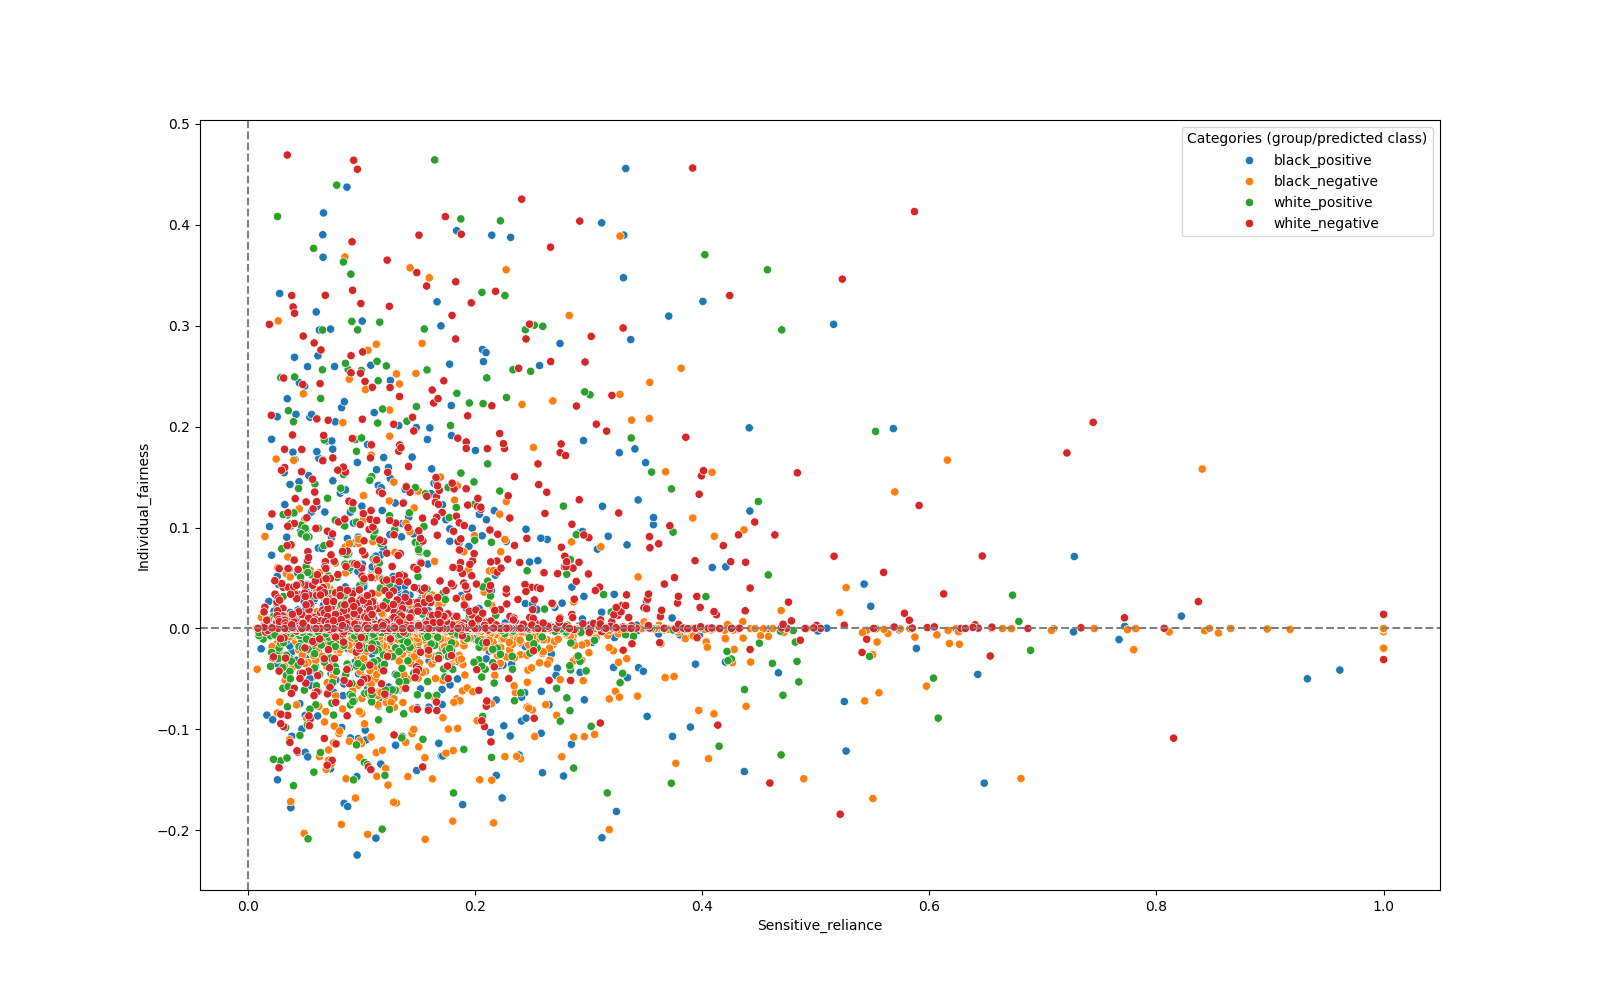 Categories (group/predicted class)
black_positive
black_negative
white_positive
white_negative
0.5
0.4
0.3
0.2
0.1
0.0
−0.1
−0.2
Individual_fairness
0.0 0.2 0.4 0.6 0.8 1.0
Sensitive_reliance